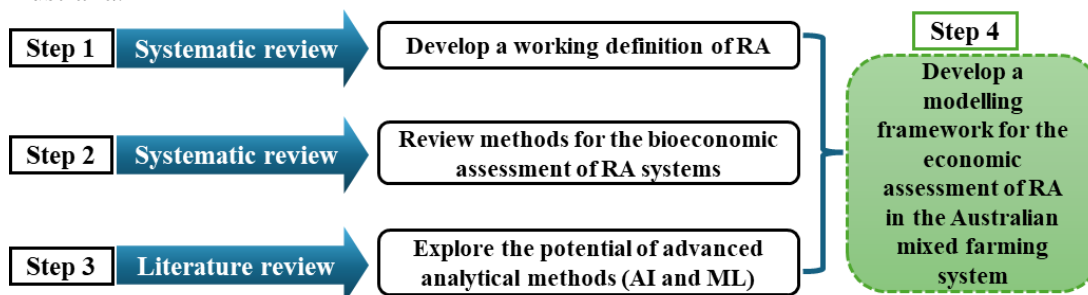 Step 1
Systematic review
Develop a working definition of RA
Step 2
Systematic review
Review methods for the bioeconomic
assessment of RA systems
Step 3
Literature review
Explore the potential of advanced
analytical methods (AI and ML)
Step 4
Develop a
modelling
framework for the
economic
assessment of RA
in the Australian
mixed farming
system